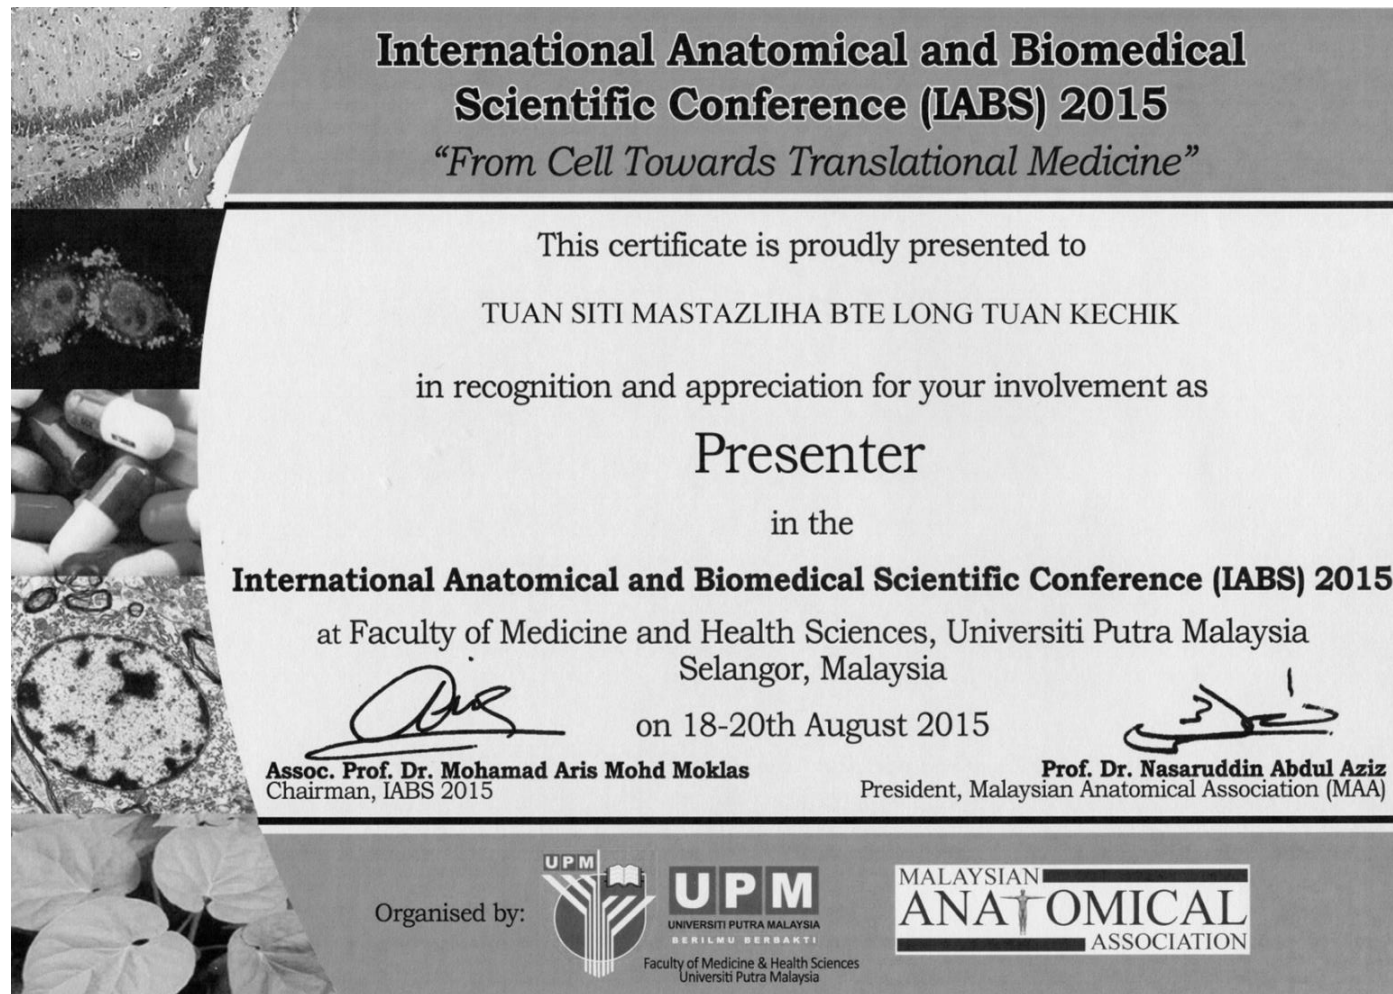 International Anatomical and Biomedical
Scientific Conference (IABS) 2015
“From Cell Towards Translational Medicine”
This certificate is proudly presented to
TUAN SITI MASTAZLIHA BTE LONG TUAN KECHIK
in recognition and appreciation for your involvement as
Presenter
in the
International Anatomical and Biomedical Scientific Conference (IABS) 2015
at Faculty of Medicine and Health Sciences, Universiti Putra Malaysia
Selangor, Malaysia
on 18-20th August 2015
Assoc. Prof. Dr. Mohamad Aris Mohd Moklas
Chairman, IABS 2015
Prof. Dr. Nasaruddin Abdul Aziz
President, Malaysian Anatomical Association (MAA)
Organised by:
UPM
UPM
UNIVERSITI PUTRA MALAYSIA
BERILMU BERBAKTI
Faculty of Medicine & Health Sciences
Universiti Putra Malaysia
MALAYSIAN
ANATOMICAL
ASSOCIATION